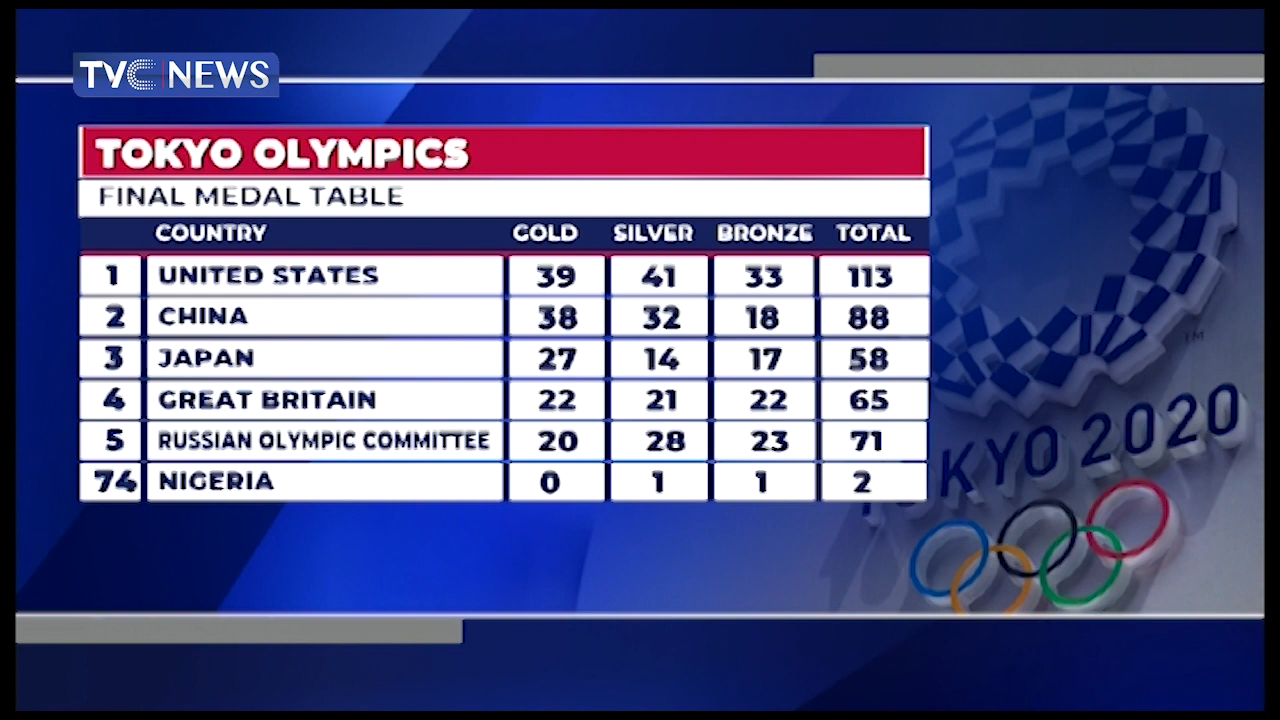 TVC NEWS
TOKYO OLYMPICS
FINAL MEDAL TABLE
COUNTRY GOLD SILVER BRONZE TOTAL
1 UNITED STATES 39 41 33 113
2 CHINA 38 32 18 88
3 JAPAN 27 14 17 58
4 GREAT BRITAIN 22 21 22 65
5 RUSSIAN OLYMPIC COMMITTEE 20 28 23 71
74 NIGERIA 0 1 1 2
TM
TOKYO 2020